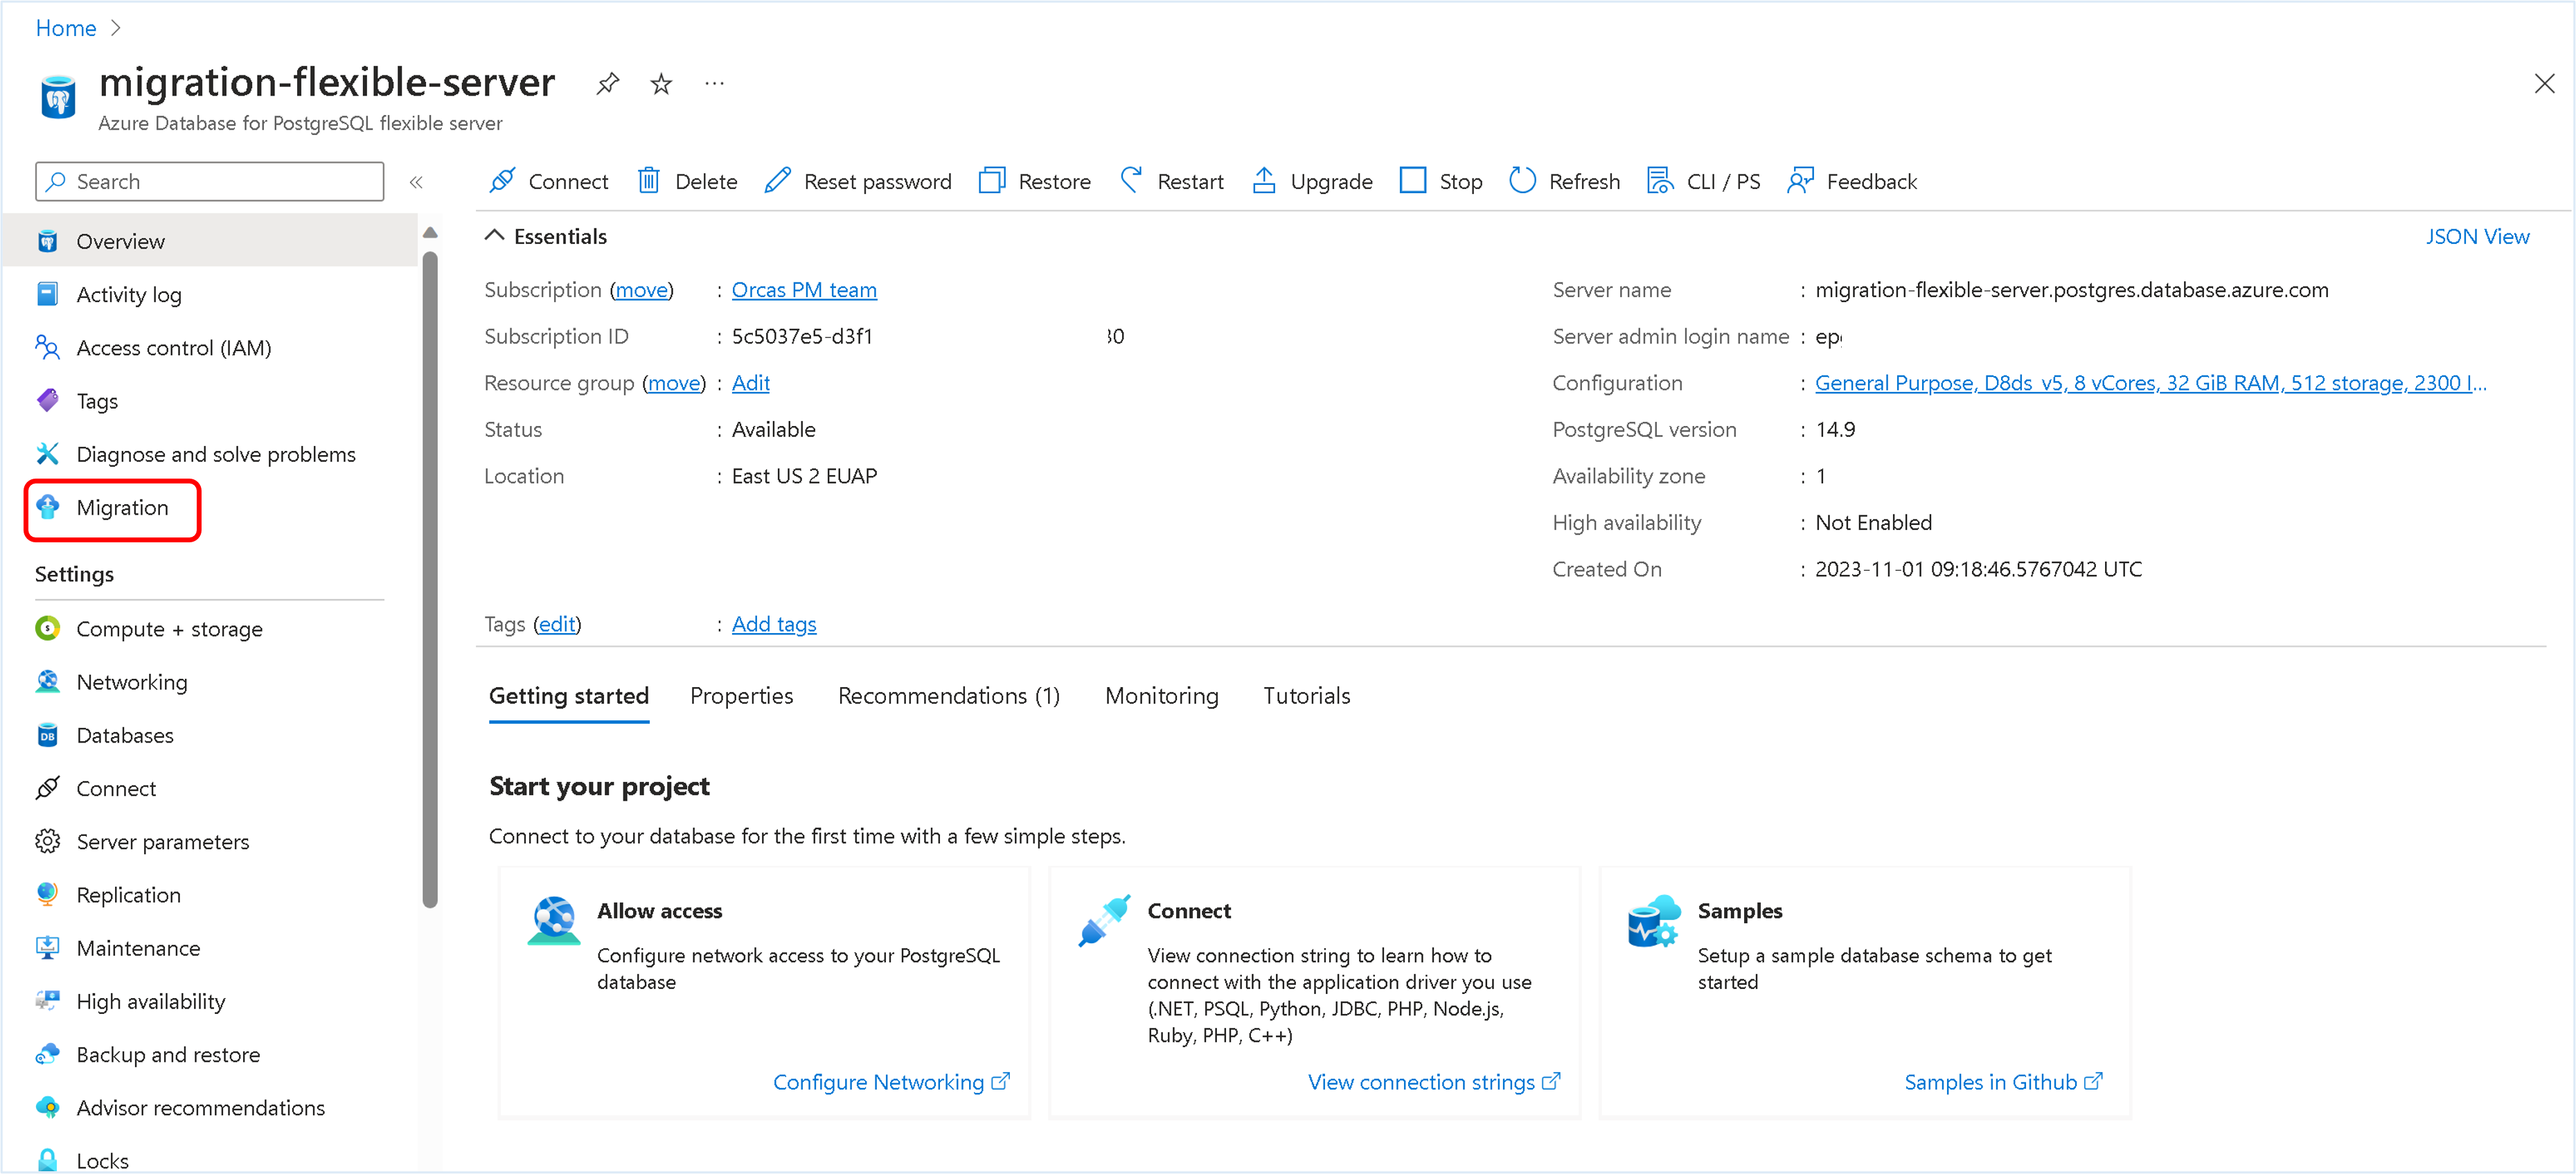 Home
migration-flexible-server
Azure Database for PostgreSQL flexible server
Search
Connect Delete Reset password Restore Restart Upgrade Stop Refresh CLI / PS Feedback
Overview
Activity log
Access control (IAM)
Tags
Diagnose and solve problems
Migration
Settings
Compute + storage
Networking
Databases
Connect
Server parameters
Replication
Maintenance
High availability
Backup and restore
Advisor recommendations
Locks
Essentials
JSON View
Subscription (move) : Orcas PM team
Subscription ID : 5c5037e5-d3f1
Resource group (move) : Adit
Status : Available
Location : East US 2 EUAP
Server name : migration-flexible-server.postgres.database.azure.com
Server admin login name :
Configuration : General Purpose, D8ds_v5, 8 vCores, 32 GiB RAM, 512 storage, 2300 I...
PostgreSQL version : 14.9
Availability zone : 1
High availability : Not Enabled
Created On : 2023-11-01 09:18:46.5767042 UTC
Tags (edit) : Add tags
Getting started Properties Recommendations (1) Monitoring Tutorials
Start your project
Connect to your database for the first time with a few simple steps.
Allow access
Configure network access to your PostgreSQL
database
Configure Networking
Connect
View connection string to learn how to
connect with the application driver you use
(.NET, PSQL, Python, JDBC, PHP, Node.js,
Ruby, PHP, C++)
View connection strings
Samples
Setup a sample database schema to get
started
Samples in Github